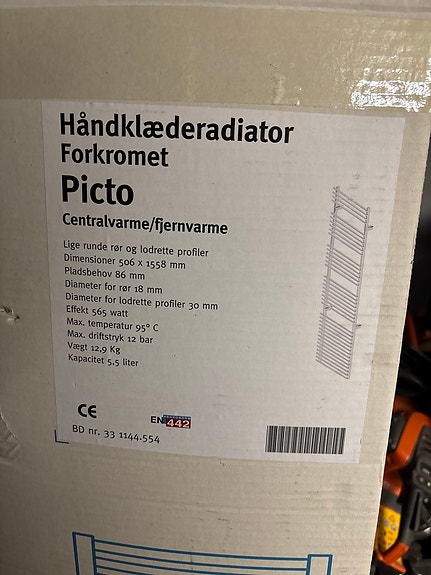 Håndklæderadiator
Forkromet
Picto
Centralvarme/fjernvarme
Lige runde rør og lodrette profiler
Dimensioner 506 x 1558 mm
Pladsbehov 86 mm
Diameter for rør 18 mm
Diameter for lodrette profiler 30 mm
Effekt 565 watt
Max. temperatur 95° C
Max. driftstryk 12 bar
Vægt 12,9 Kg
Kapacitet 5,5 liter
CE
EN 442
BD nr. 33 1144.554